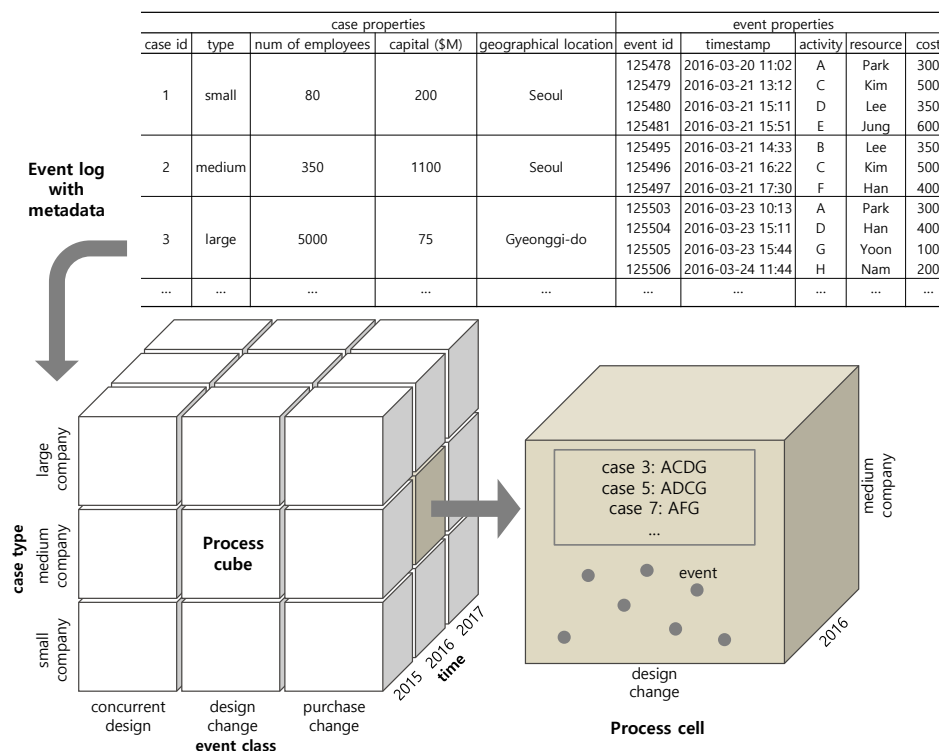 case properties event properties
case id type num of employees capital ($M) geographical location event id timestamp activity resource cost
125478 2016-03-20 11:02 A Park 300
125479 2016-03-21 13:12 C Kim 500
1 small 80 200 Seoul
125480 2016-03-21 15:11 D Lee 350
125481 2016-03-21 15:51 E Jung 600
125495 2016-03-21 14:33 B Lee 350
2 medium 350 1100 Seoul 125496 2016-03-21 16:22 C Kim 500
125497 2016-03-21 17:30 F Han 400
125503 2016-03-23 10:13 A Park 300
125504 2016-03-23 15:11 D Han 400
3 large 5000 75 Gyeonggi-do
125505 2016-03-23 15:44 G Yoon 100
125506 2016-03-24 11:44 H Nam 200
... ... ... ... ... ... ... ... ... ...
Event log
with
metadata
case type
large
company
medium
company
small
company
Process
cube
concurrent
design
design
change
purchase
change
event class
2015
2016
2017
time
case 3: ACDG
case 5: ADCG
case 7: AFG
...
event
medium
company
2016
design
change
Process cell